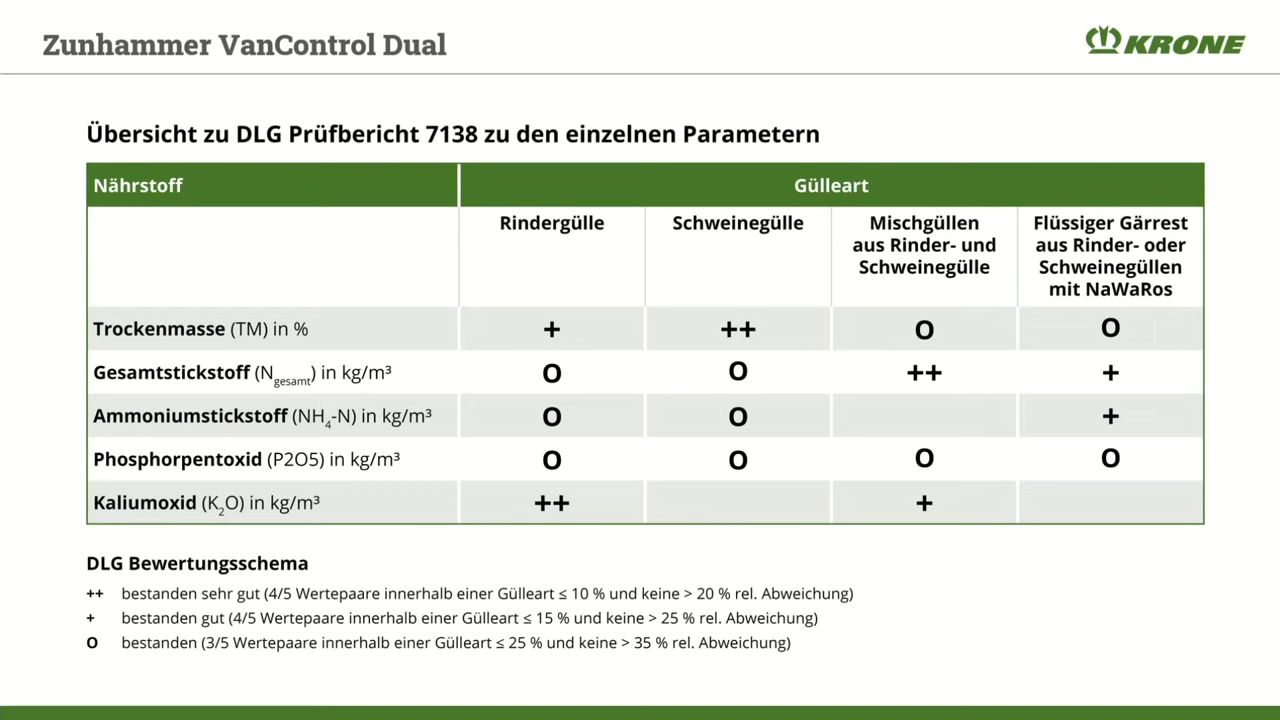 Zunhammer VanControl Dual
KRONE
Übersicht zu DLG Prüfbericht 7138 zu den einzelnen Parametern
Nährstoff Gülleart
Rindergülle Schweinegülle Mischgüllen aus Rinder- und Schweinegülle Flüssiger Gärrest aus Rinder- oder Schweinegüllen mit NaWaRos
Trockenmasse (TM) in % + ++ O O
Gesamtstickstoff (Ngesamt) in kg/m³ O O ++ +
Ammoniumstickstoff (NH4-N) in kg/m³ O O +
Phosphorpentoxid (P2O5) in kg/m³ O O O O
Kaliumoxid (K2O) in kg/m³ ++ +
DLG Bewertungsschema
++ bestanden sehr gut (4/5 Wertepaare innerhalb einer Gülleart ≤ 10 % und keine > 20 % rel. Abweichung)
+ bestanden gut (4/5 Wertepaare innerhalb einer Gülleart ≤ 15 % und keine > 25 % rel. Abweichung)
O bestanden (3/5 Wertepaare innerhalb einer Gülleart ≤ 25 % und keine > 35 % rel. Abweichung)